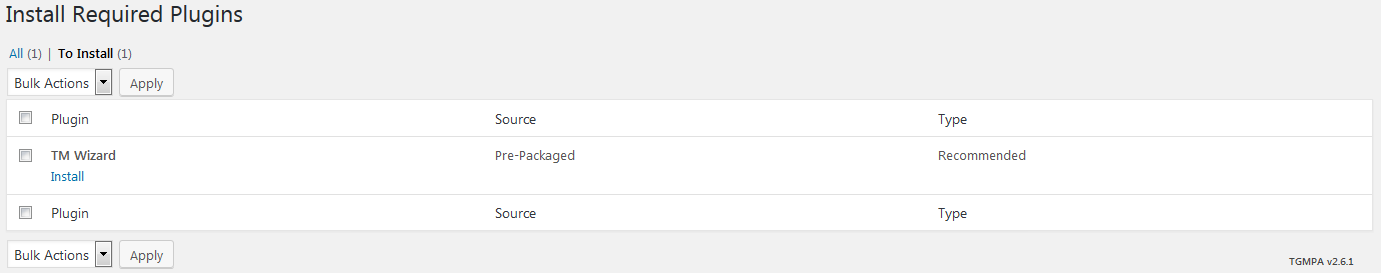 Install Required Plugins
All (1) | To Install (1)
Bulk Actions Apply
Plugin Source Type
TM Wizard Pre-Packaged Recommended
Install
Plugin Source Type
Bulk Actions Apply
TGMPA v2.6.1